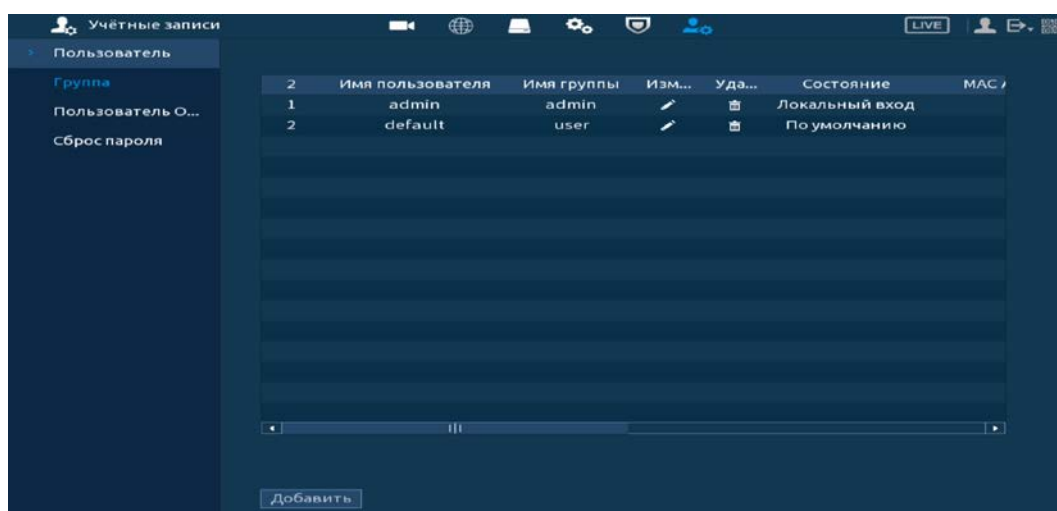 Учётные записи LIVE
Пользователь
Группа
Пользователь О...
Сброс пароля
2 Имя пользователя Имя группы Изм... Уда... Состояние MAC
1 admin admin Локальный вход
2 default user По умолчанию
Добавить